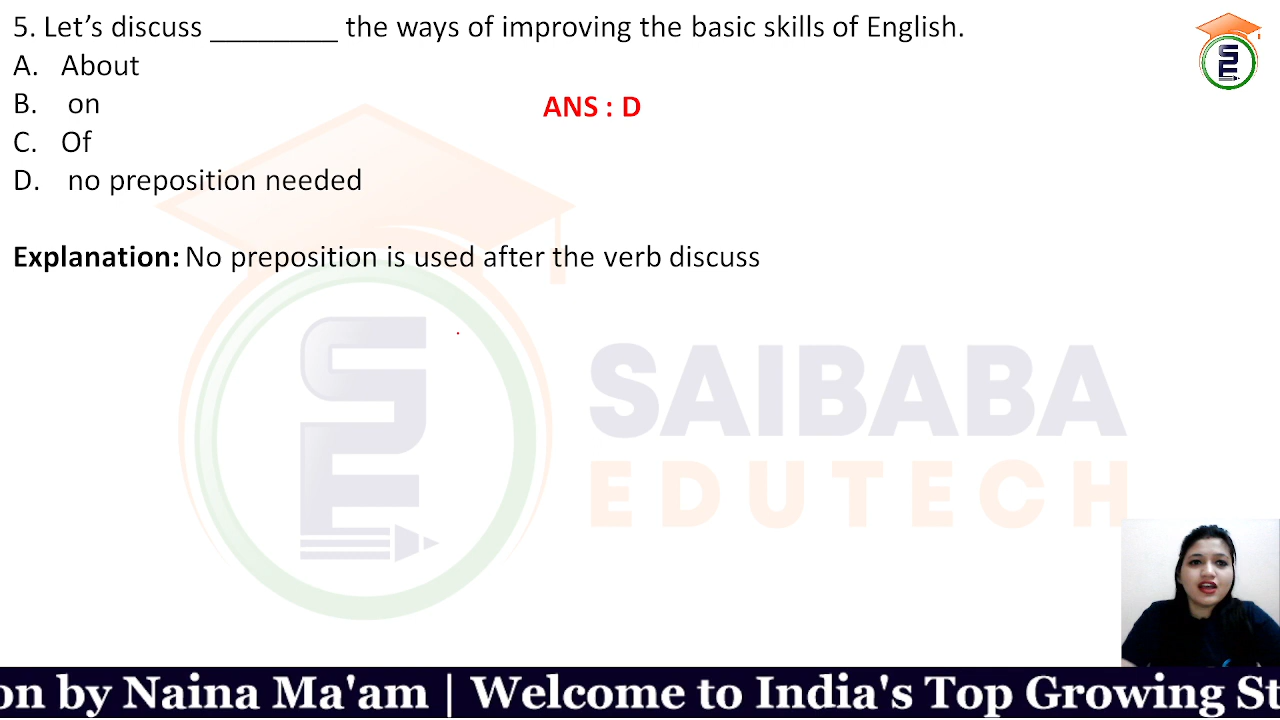 5. Let’s discuss ________ the ways of improving the basic skills of English.
A. About
B. on
ANS : D
C. Of
D. no preposition needed
Explanation: No preposition is used after the verb discuss
SAIBABA
EDUTECH
on by Naina Ma'am | Welcome to India's Top Growing St